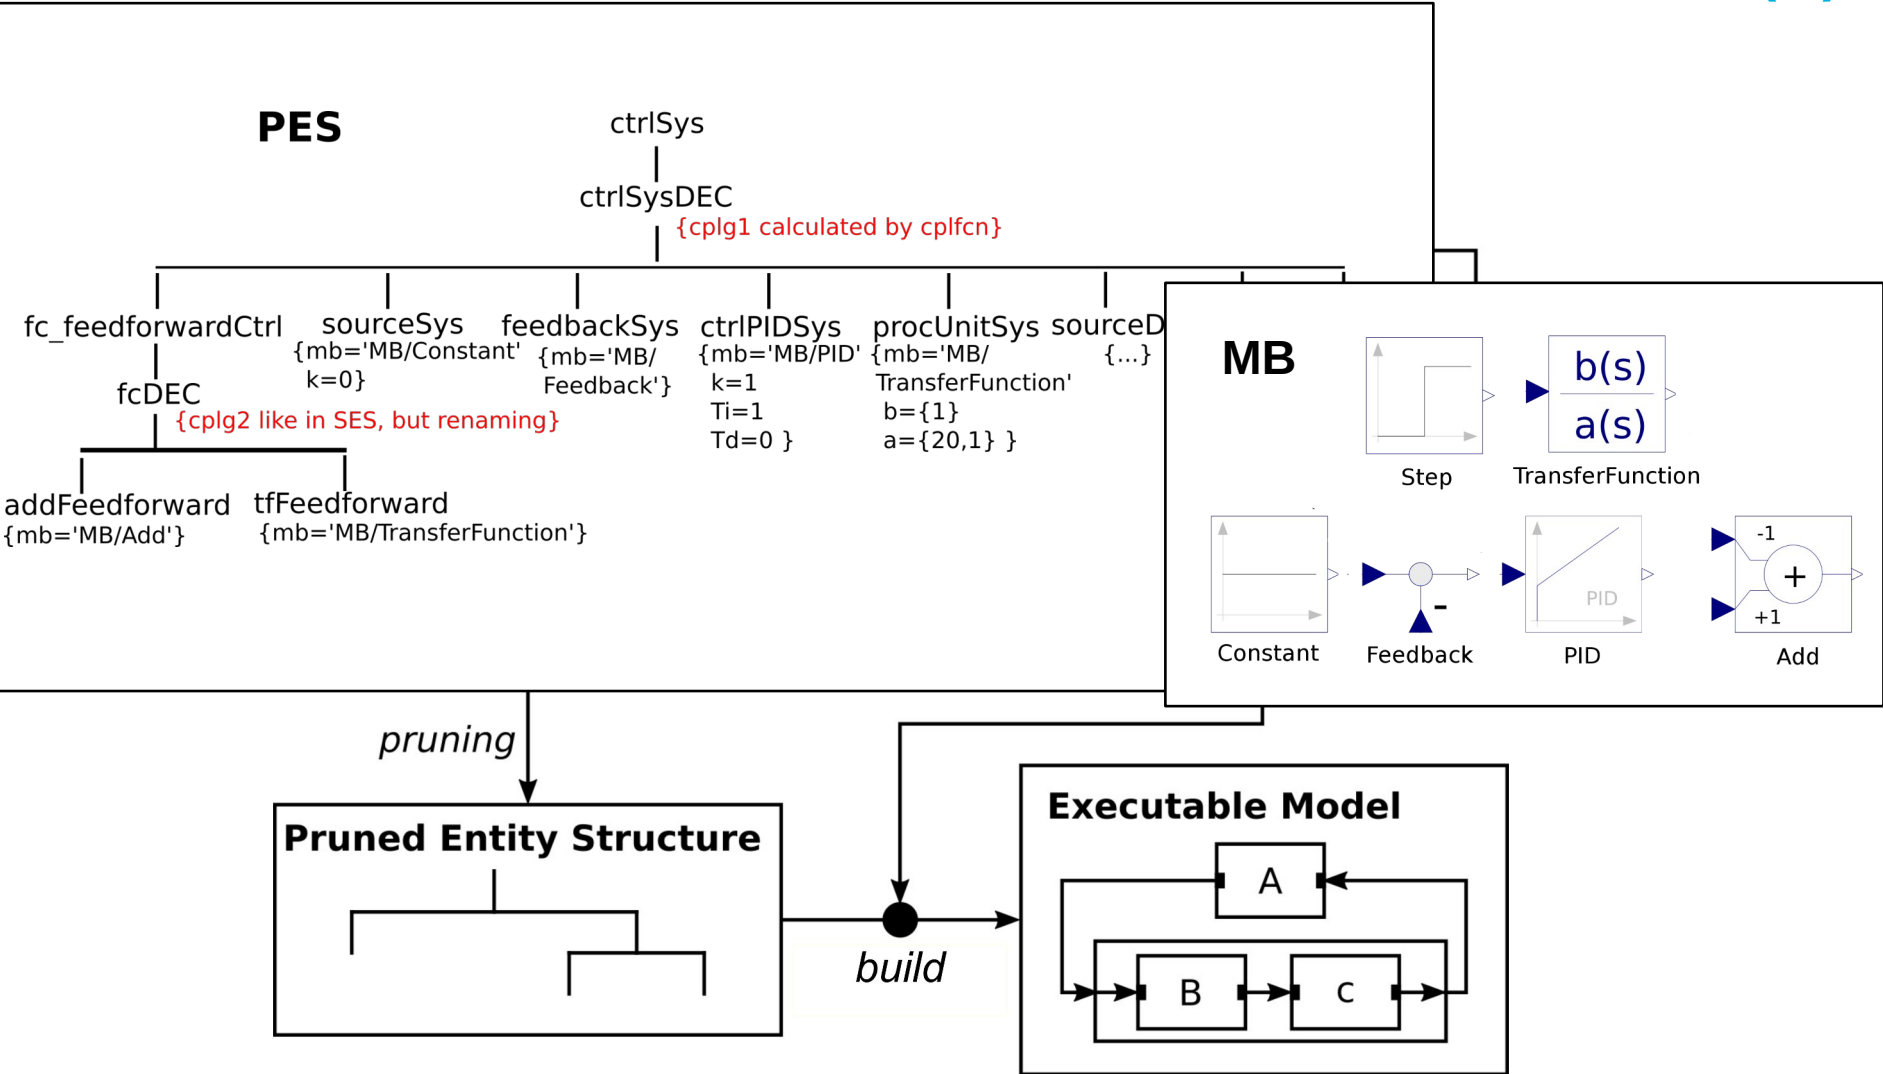 PES
ctrlSys
ctrlSysDEC
{cplg1 calculated by cplfcn}
fc_feedforwardCtrl
fcDEC
{cplg2 like in SES, but renaming}
addFeedforward
{mb='MB/Add'}
tfFeedforward
{mb='MB/TransferFunction'}
sourceSys
{mb='MB/Constant'
k=0}
feedbackSys
{mb='MB/
Feedback'}
ctrlPIDSys
{mb='MB/PID'
k=1
Ti=1
Td=0 }
procUnitSys
{mb='MB/
TransferFunction'
b={1}
a={20,1} }
sourceD
{...}
MB
Step
b(s)
a(s)
TransferFunction
Constant
-
Feedback
PID
PID
-1
+
+1
Add
pruning
Pruned Entity Structure
build
Executable Model
A
B
c